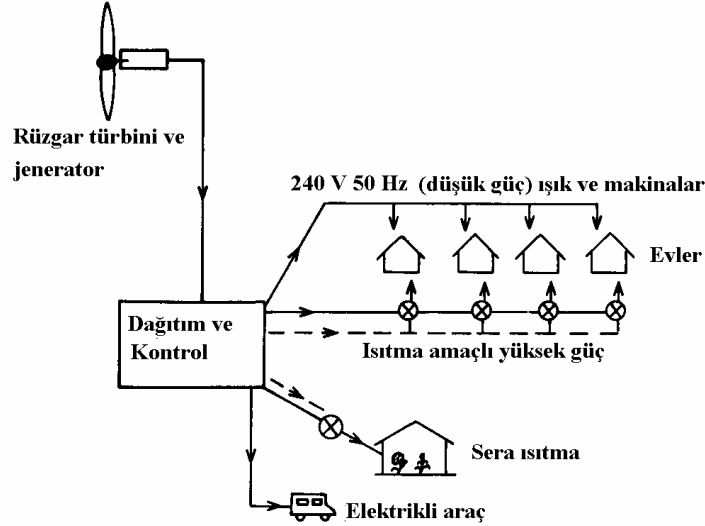 Rüzgar türbini ve
jenerator
240 V 50 Hz (düşük güç) ışık ve makinalar
Evler
Dağıtım ve
Kontrol
Isıtma amaçlı yüksek güç
Sera ısıtma
Elektrikli araç